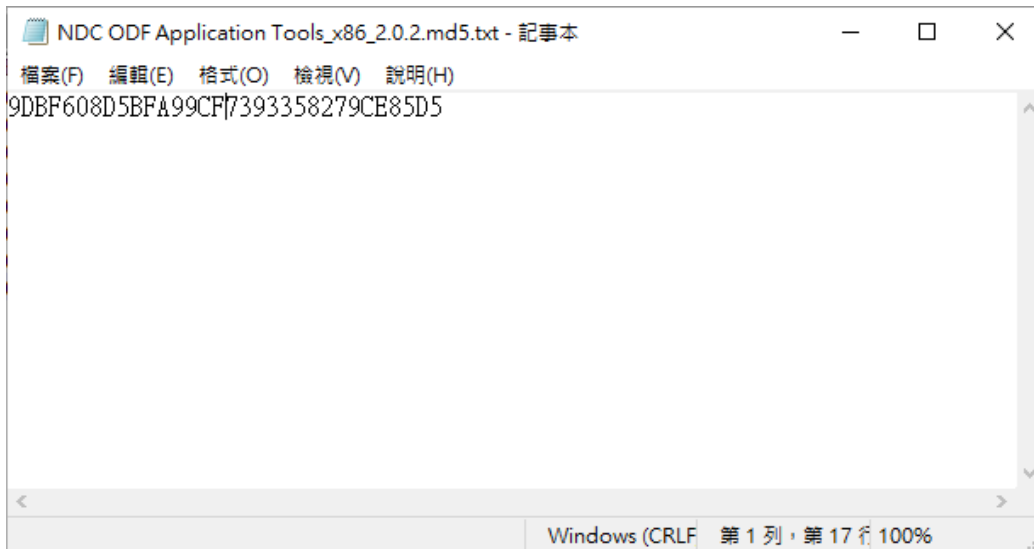 NDC ODF Application Tools_x86_2.0.2.md5.txt - 記事本
檔案(F) 編輯(E) 格式(O) 檢視(V) 說明(H)
9DBF608D5BFA99CF7393358279CE85D5
Windows (CRLF 第 1 列，第 17 行 100%